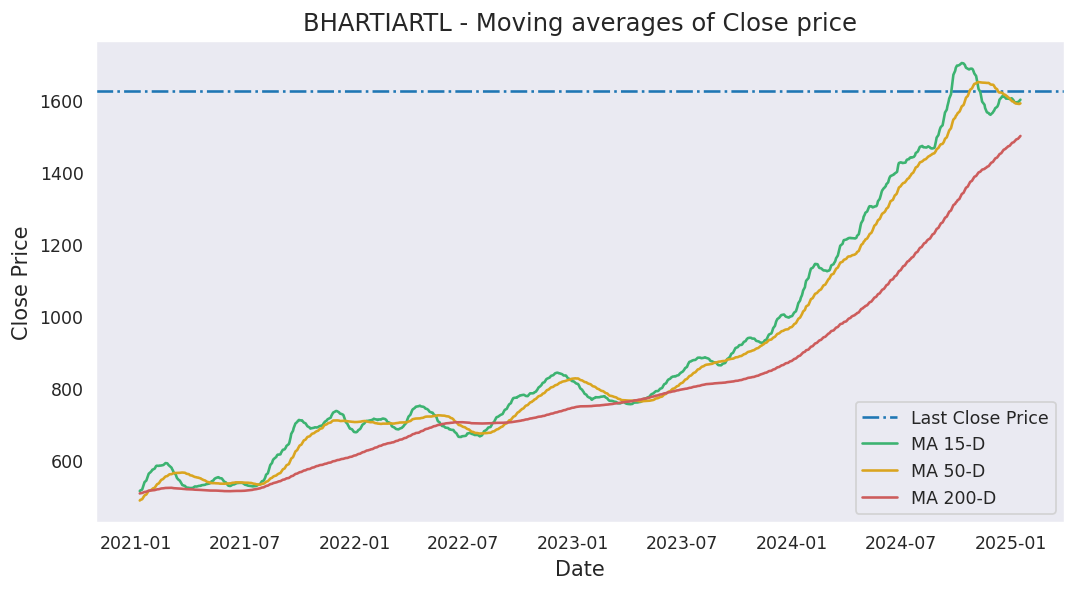 BHARTIARTL - Moving averages of Close price
Close Price
1600
1400
1200
1000
800
600
Last Close Price
MA 15-D
MA 50-D
MA 200-D
2021-01 2021-07 2022-01 2022-07 2023-01 2023-07 2024-01 2024-07 2025-01
Date